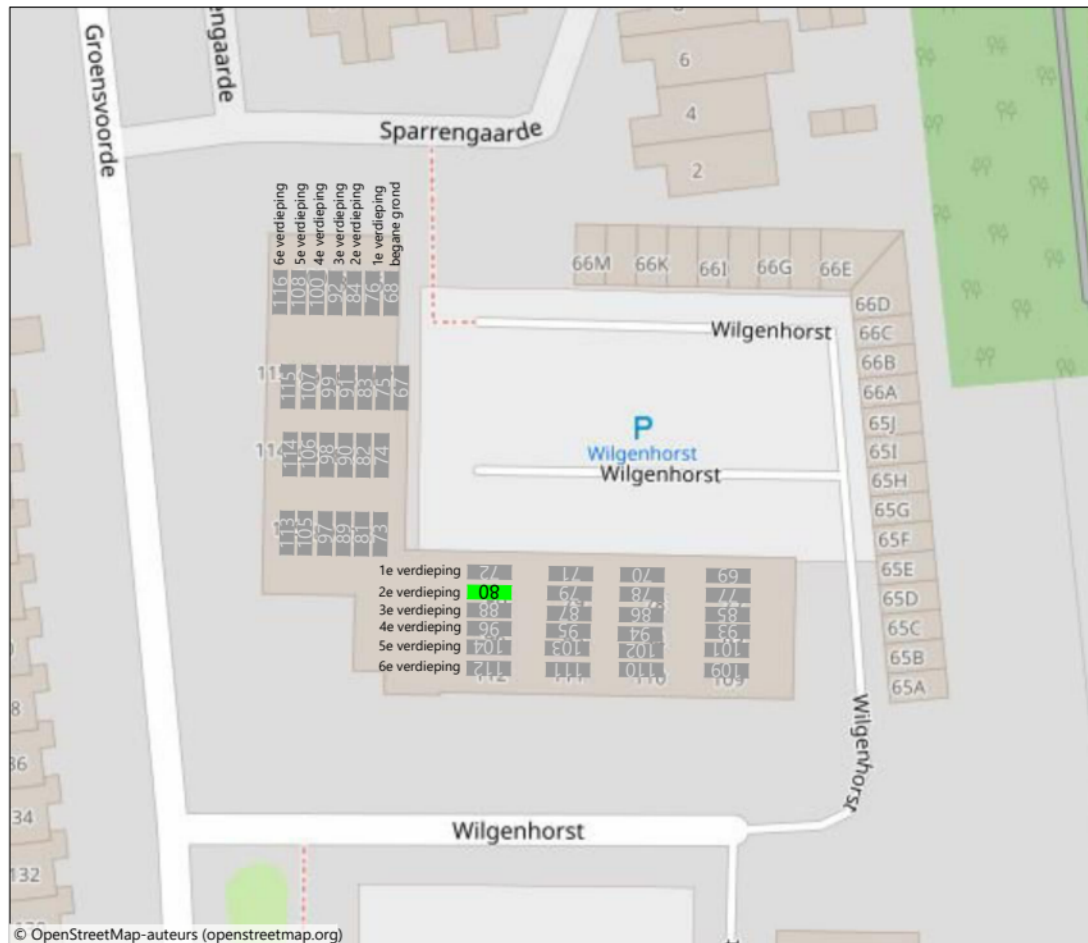 Groensvoorde
engaarde
Sparrengaarde
6
4
2
6e verdieping
5e verdieping
4e verdieping
3e verdieping
2e verdieping
1e verdieping
begane grond
116
108
100
92
84
76
68
66M
66K
66I
66G
66E
66D
66C
66B
66A
65J
65I
65H
65G
65F
65E
65D
65C
65B
65A
Wilgenhorst
P
Wilgenhorst
Wilgenhorst
115
107
99
91
83
75
67
114
106
98
90
82
74
113
105
97
89
81
73
1e verdieping 72 71 70 69
2e verdieping 80 79 78 77
3e verdieping 88 87 86 85
4e verdieping 96 95 94 93
5e verdieping 104 103 102 101
6e verdieping 112 111 110 109
Wilgenhorst
Wilgenhorst
34
132
© OpenStreetMap-auteurs (openstreetmap.org)